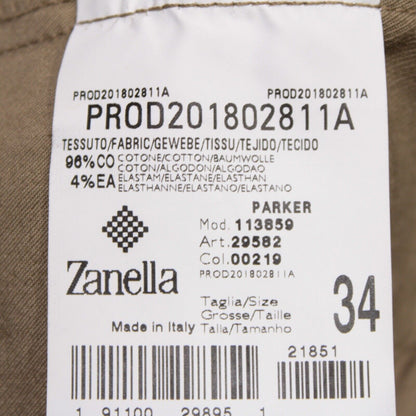 PROD201802811A PROD201802811A
PROD201802811A
TESSUTO/FABRIC/GEWEBE/TISSU/TEJIDO/TECIDO
96%CO COTONE/COTTON/BAUMWOLLE
COTON/ALGODON/ALGODAO
4%EA ELASTAM/ELASTANE/ELASTHAN
ELASTHANNE/ELASTANO/ELASTANO
PARKER
Mod. 113859
Art. 29582
Col. 00219
PROD201802811A
Zanella
Taglia/Size
Grosse/Taille
Talla/Tamanho
34
Made in Italy
21851
1 91100 29895 1